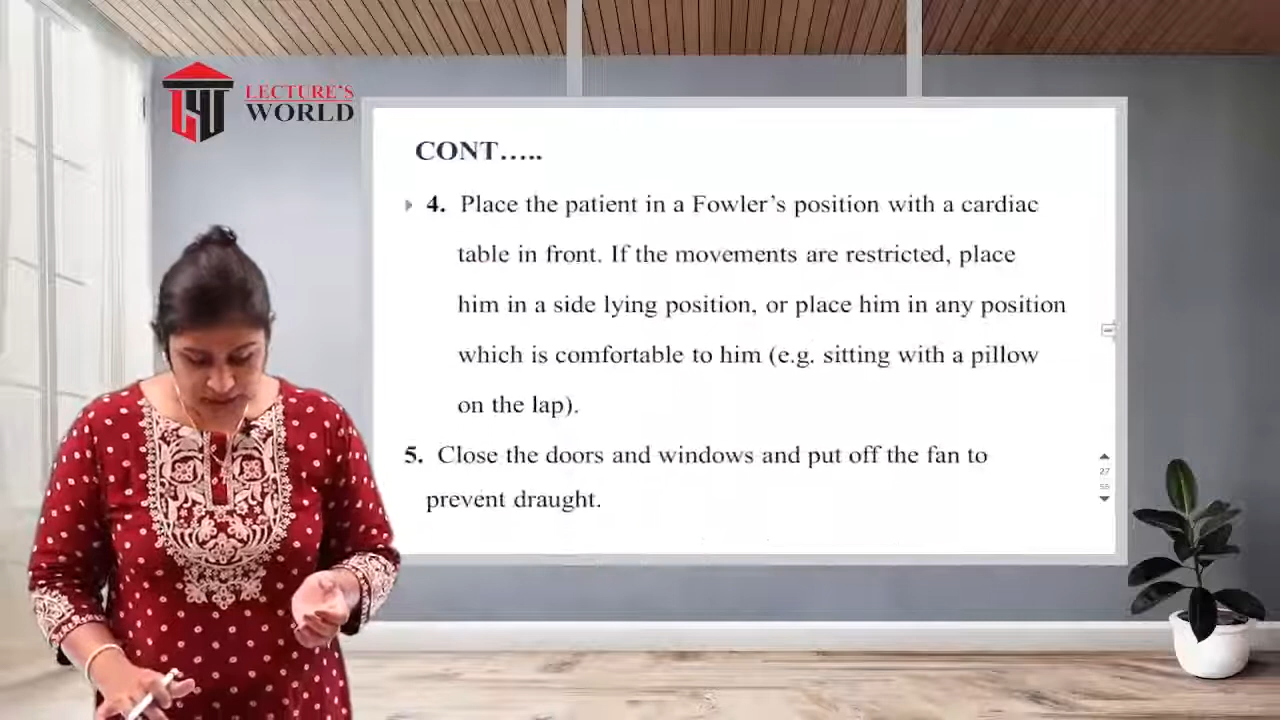 LECTURE'S
WORLD
CONT.....
4. Place the patient in a Fowler's position with a cardiac
table in front. If the movements are restricted, place
him in a side lying position, or place him in any position
which is comfortable to him (e.g. sitting with a pillow
on the lap).
5. Close the doors and windows and put off the fan to
prevent draught.
27
56